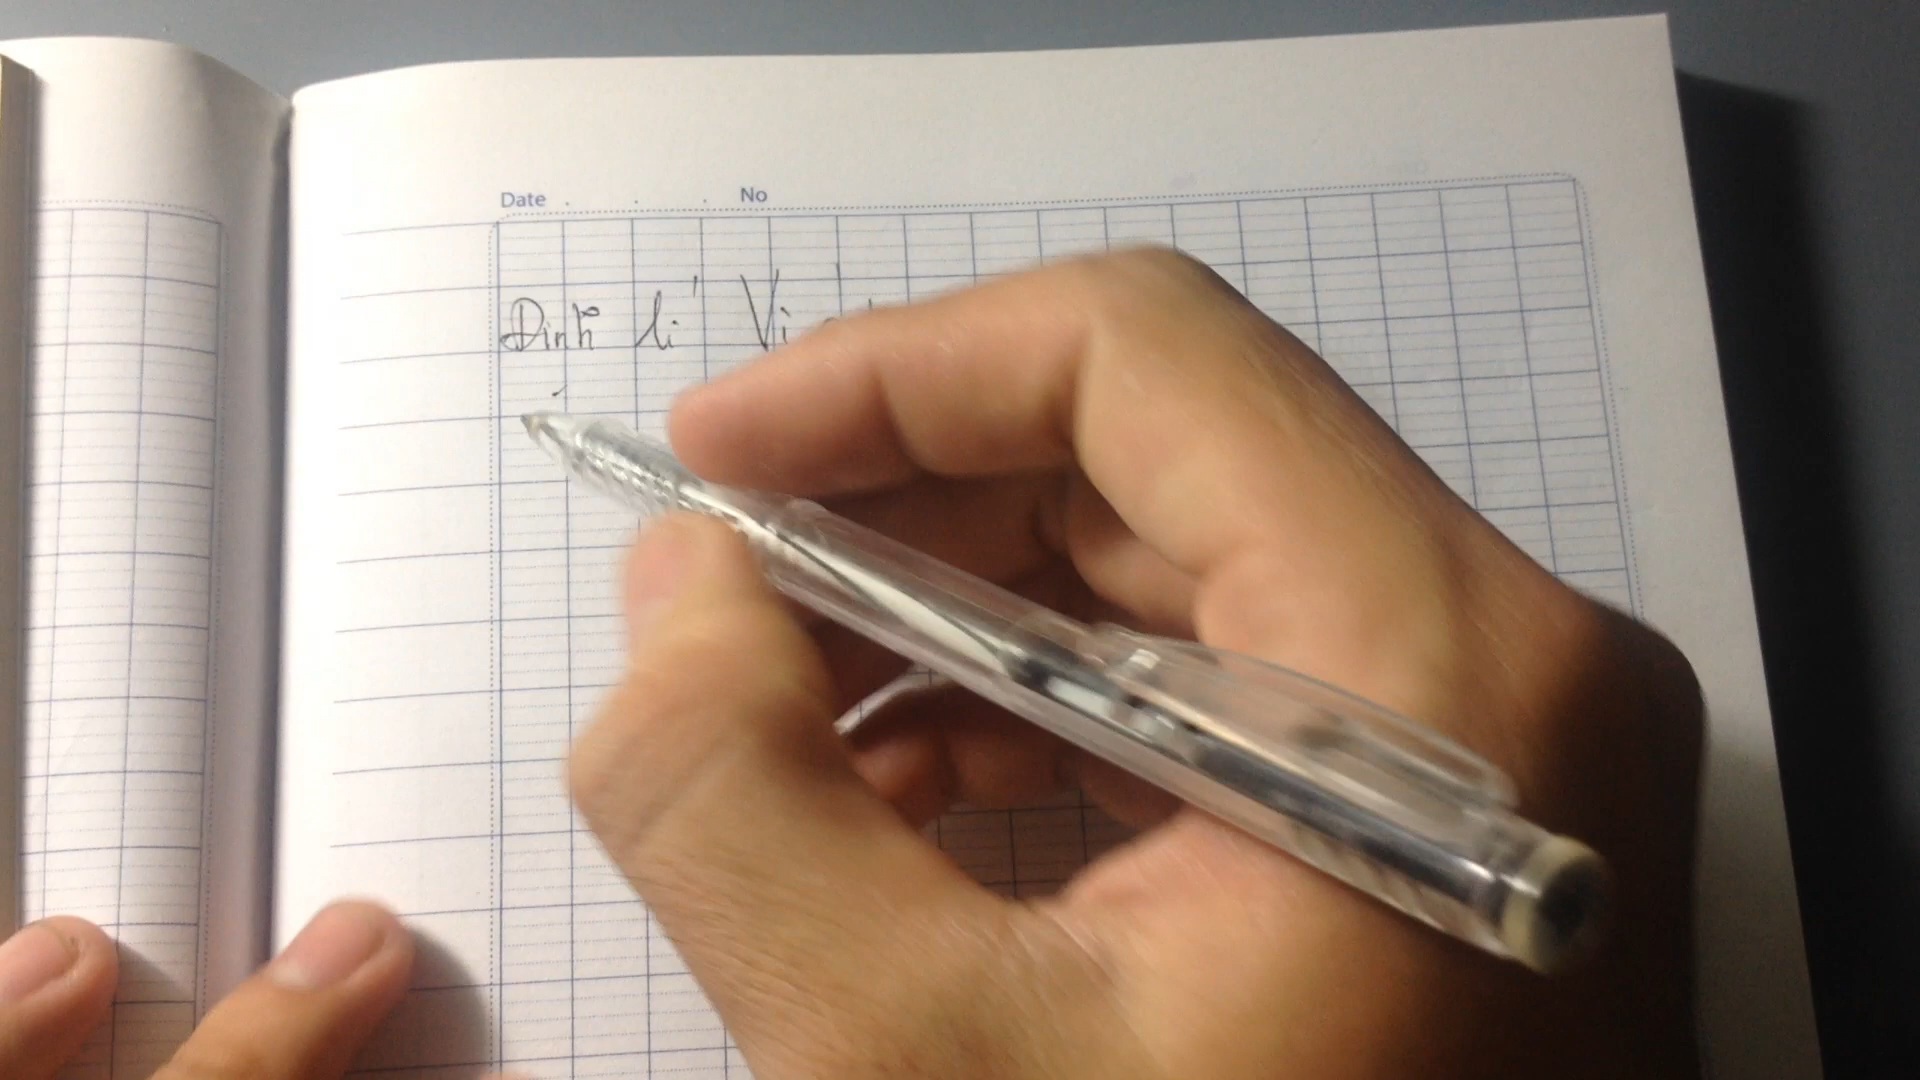 Date . . . No
Định lí Vi